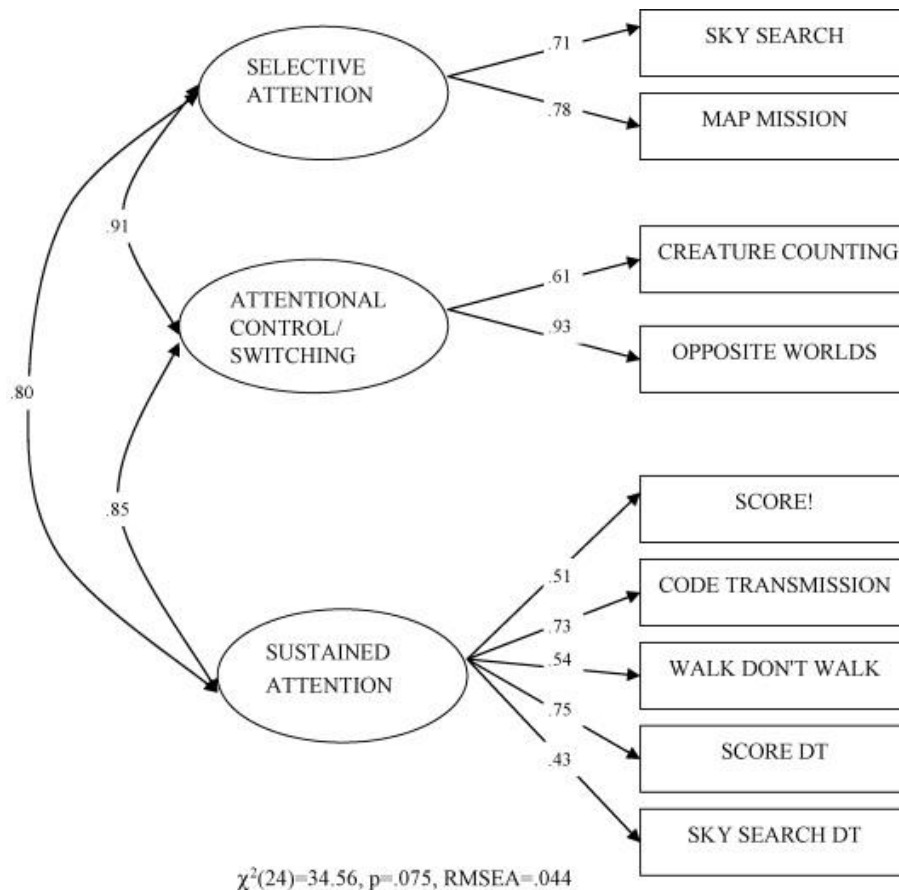 .71
SKY SEARCH
SELECTIVE
ATTENTION
.78
MAP MISSION
.91
CREATURE COUNTING
.61
ATTENTIONAL
CONTROL/
SWITCHING
.93
OPPOSITE WORLDS
.80
.85
SCORE!
.51
CODE TRANSMISSION
.73
SUSTAINED
ATTENTION
.54
WALK DON'T WALK
.75
SCORE DT
.43
SKY SEARCH DT
χ²(24)=34.56, p=.075, RMSEA=.044